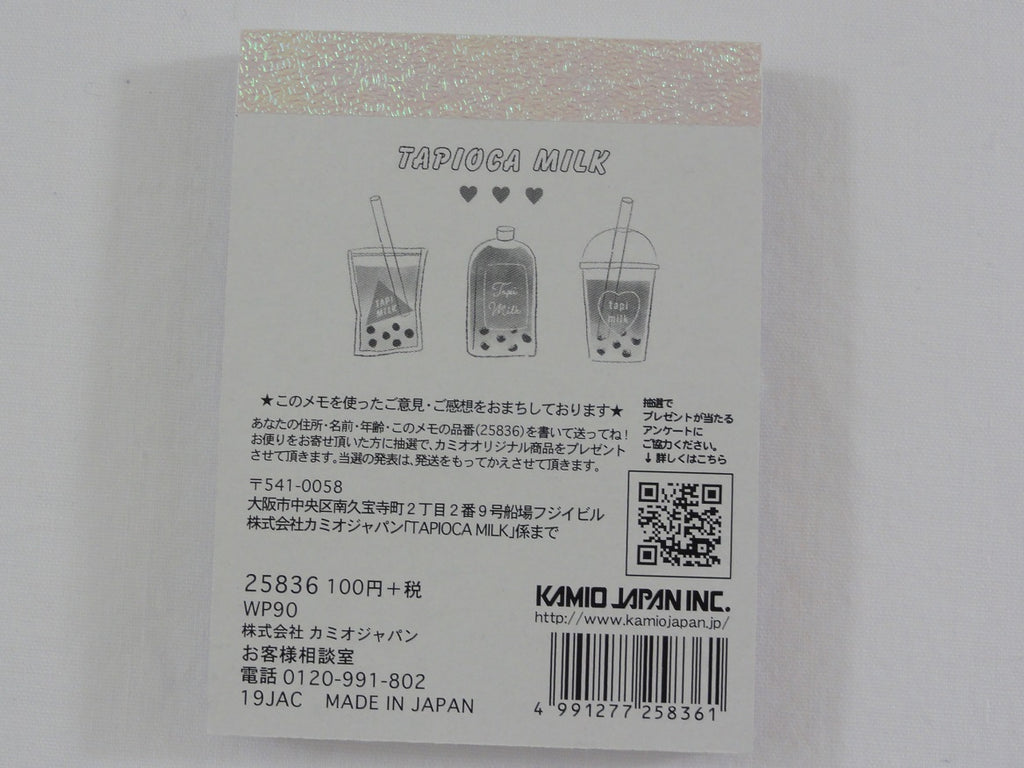 TAPIOCA MILK
TAPI
MILK
Tapi
Milk
tapi
milk
★このメモを使ったご意見・ご感想をおまちしております★
あなたの住所・名前・年齢・このメモの品番(25836)を書いて送ってね!
お便りをお寄せ頂いた方に抽選で、カミオオリジナル商品をプレゼント
させて頂きます。当選の発表は、発送をもってかえさせて頂きます。
〒541-0058
大阪市中央区南久宝寺町2丁目2番9号船場フジイビル
株式会社カミオジャパン「TAPIOCA MILK」係まで
抽選で
プレゼントが当たる
アンケートに
ご協力ください。
↓詳しくはこちら
25836 100円+税
WP90
株式会社 カミオジャパン
お客様相談室
電話 0120-991-802
19JAC MADE IN JAPAN
KAMIO JAPAN INC.
http://www.kamiojapan.jp/
4 991277 258361